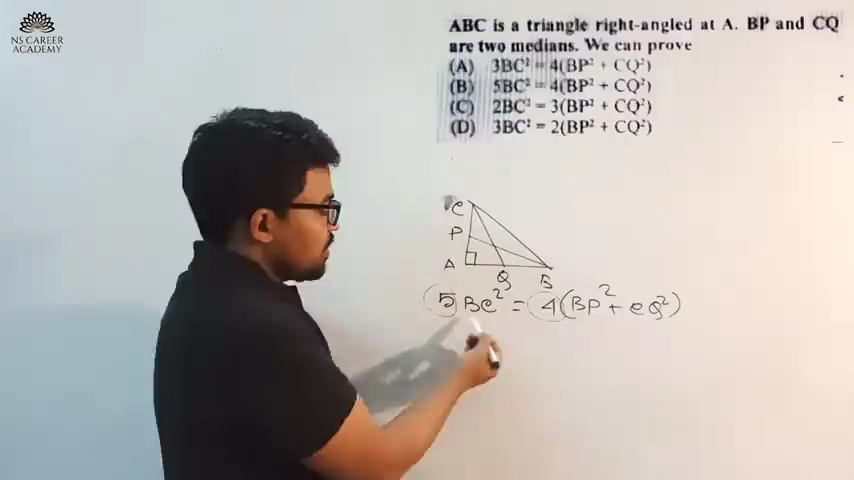 NS CAREER
ACADEMY
ABC is a triangle right-angled at A. BP and CQ
are two medians. We can prove
(A) 3BC² = 4(BP² + CQ²)
(B) 5BC² = 4(BP² + CQ²)
(C) 2BC² = 3(BP² + CQ²)
(D) 3BC² = 2(BP² + CQ²)
C
P
A
Q B
5 BC² = 4 (BP² + CQ²)